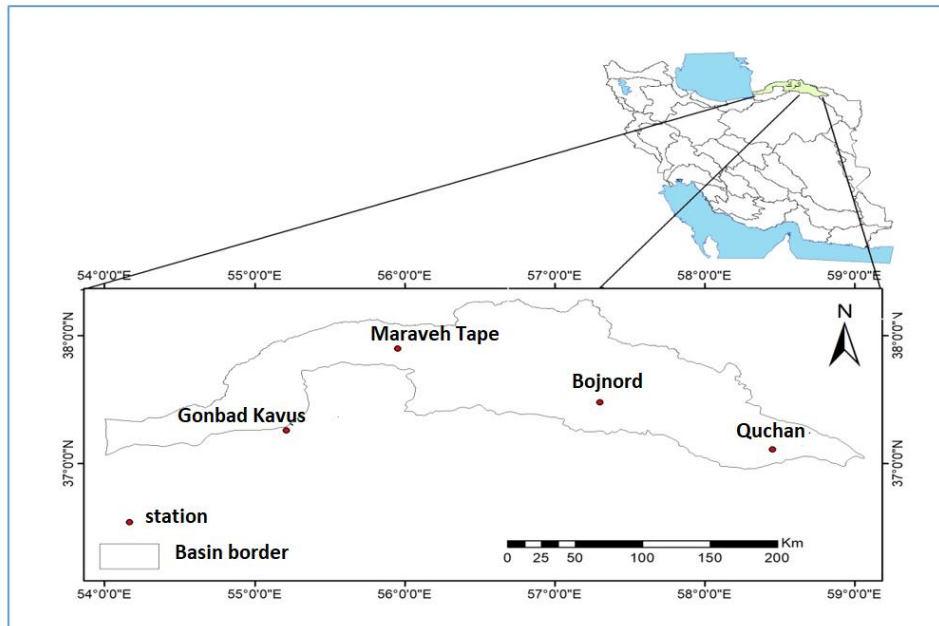 54°0'0"E 55°0'0"E 56°0'0"E 57°0'0"E 58°0'0"E 59°0'0"E
N
38°0'0"N 38°0'0"N
Maraveh Tape
Bojnord
Gonbad Kavus
Quchan
37°0'0"N 37°0'0"N
station
Basin border
Km
0 25 50 100 150 200
54°0'0"E 55°0'0"E 56°0'0"E 57°0'0"E 58°0'0"E 59°0'0"E